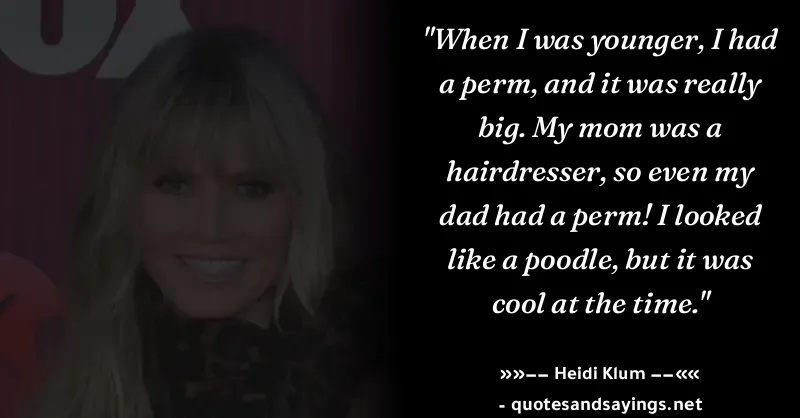 "When I was younger, I had
a perm, and it was really
big. My mom was a
hairdresser, so even my
dad had a perm! I looked
like a poodle, but it was
cool at the time."
»»−− Heidi Klum −−««
- quotesandsayings.net